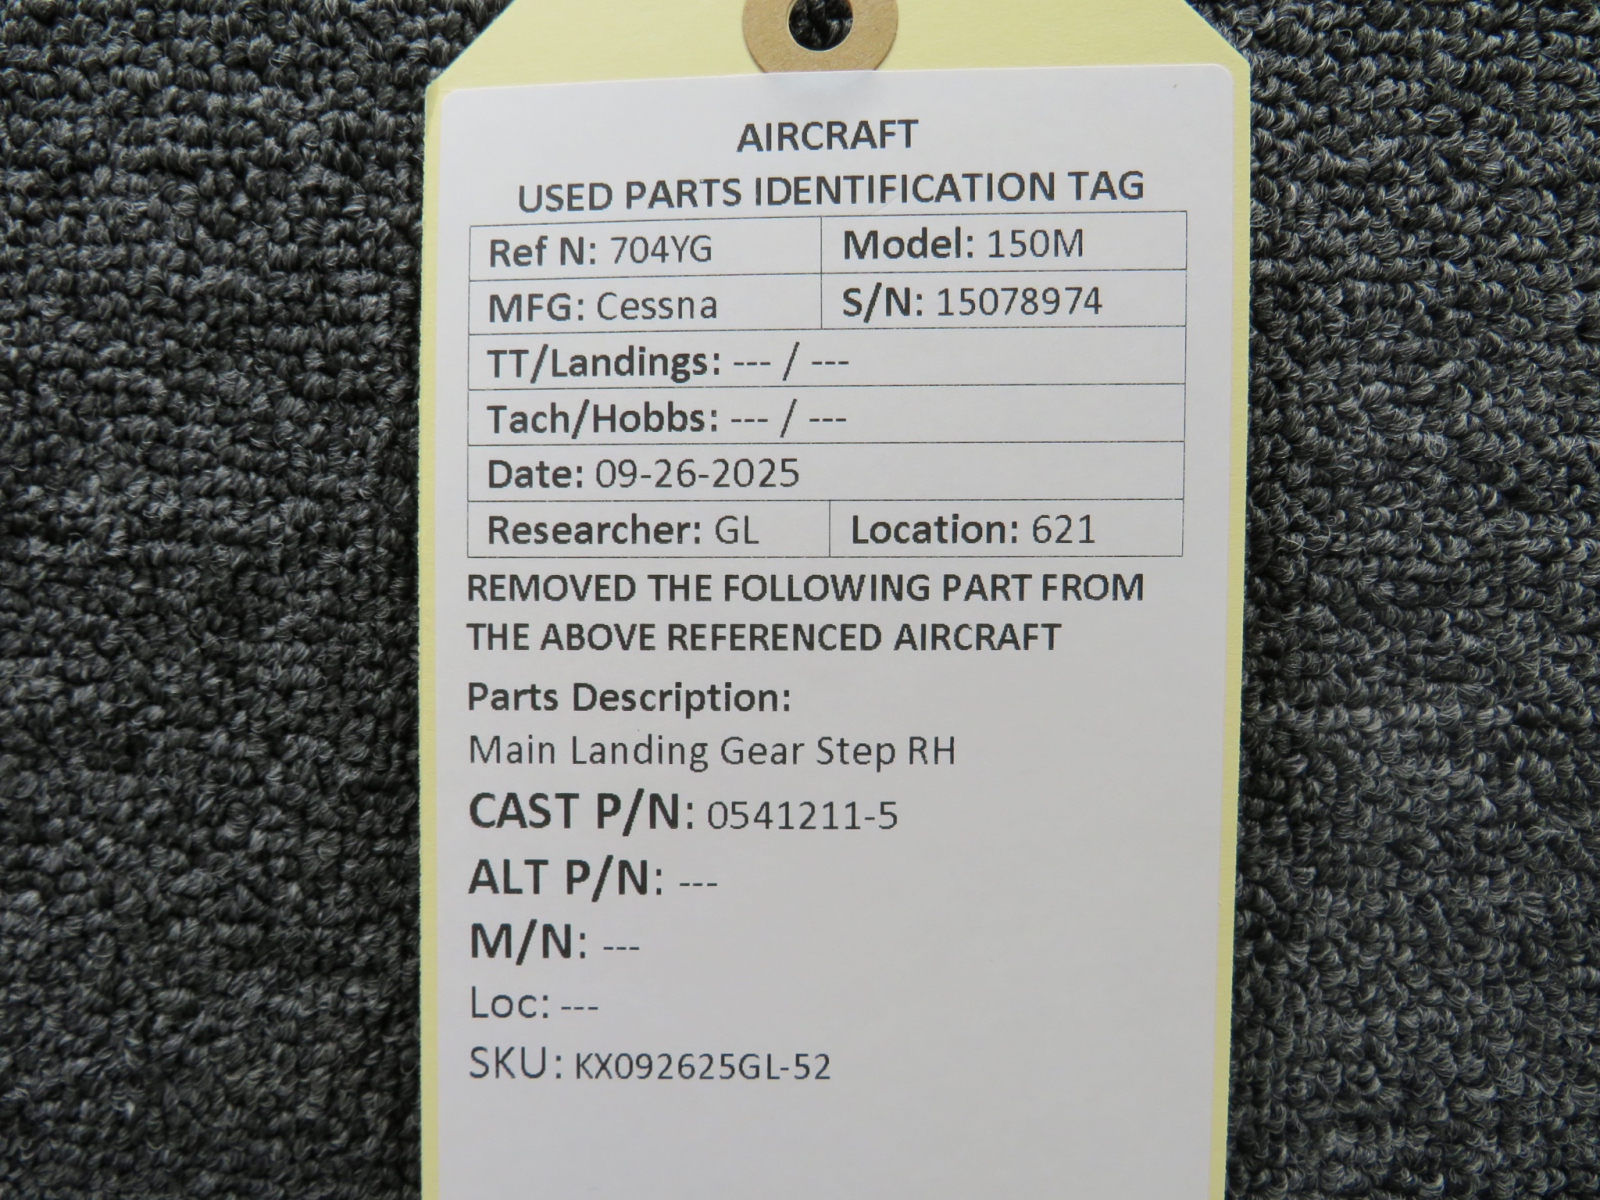 AIRCRAFT
USED PARTS IDENTIFICATION TAG
Ref N: 704YG Model: 150M
MFG: Cessna S/N: 15078974
TT/Landings: --- / ---
Tach/Hobbs: --- / ---
Date: 09-26-2025
Researcher: GL Location: 621
REMOVED THE FOLLOWING PART FROM
THE ABOVE REFERENCED AIRCRAFT
Parts Description:
Main Landing Gear Step RH
CAST P/N: 0541211-5
ALT P/N: ---
M/N: ---
Loc: ---
SKU: KX092625GL-52